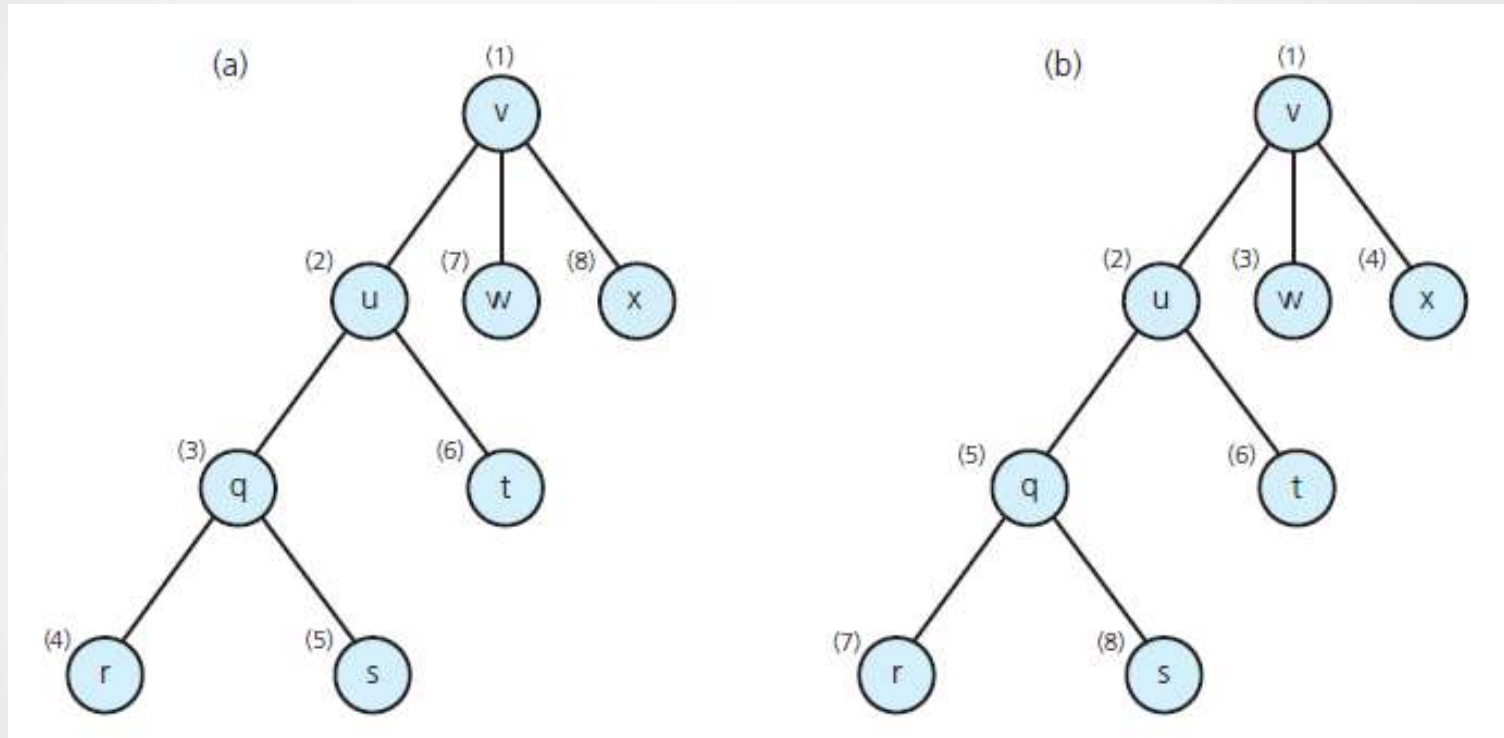 (a) (1) (b) (1)
v v
(2) (7) (8) (2) (3) (4)
u w x u w x
(3) (6) (5) (6)
q t q t
(4) (5) (7) (8)
r s r s